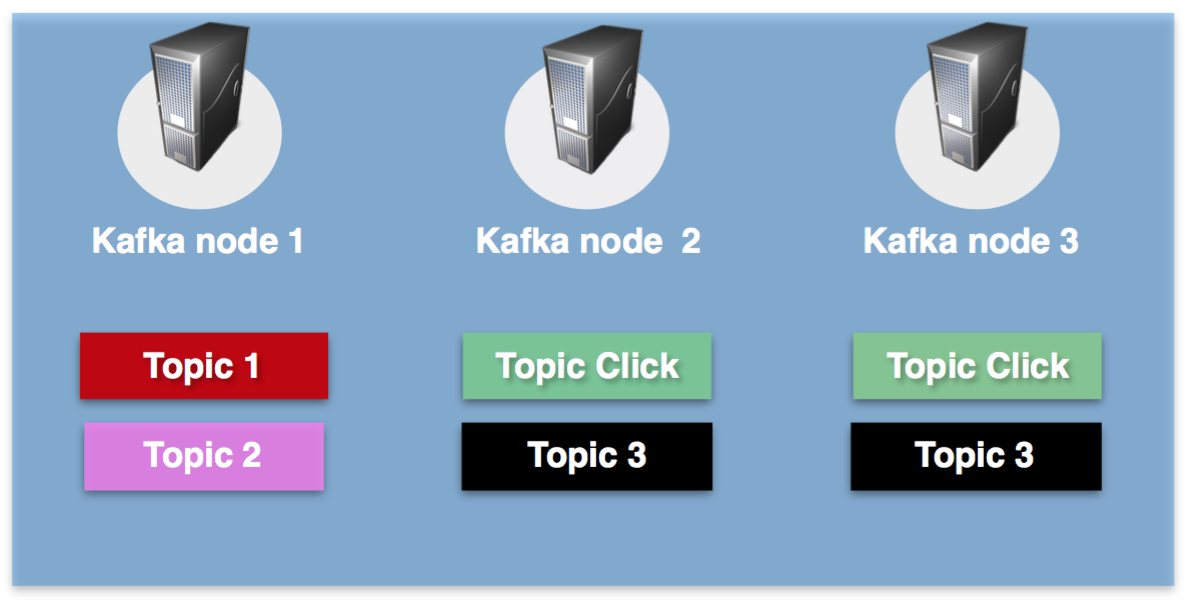 Kafka node 1
Kafka node  2
Kafka node 3
Topic 1
Topic Click
Topic Click
Topic 2
Topic 3
Topic 3